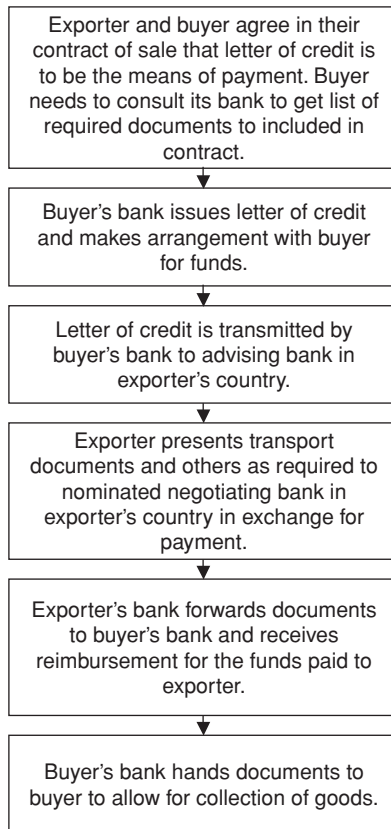 Exporter and buyer agree in their
contract of sale that letter of credit is
to be the means of payment. Buyer
needs to consult its bank to get list of
required documents to included in
contract.
Buyer’s bank issues letter of credit
and makes arrangement with buyer
for funds.
Letter of credit is transmitted by
buyer’s bank to advising bank in
exporter’s country.
Exporter presents transport
documents and others as required to
nominated negotiating bank in
exporter’s country in exchange for
payment.
Exporter’s bank forwards documents
to buyer’s bank and receives
reimbursement for the funds paid to
exporter.
Buyer’s bank hands documents to
buyer to allow for collection of goods.